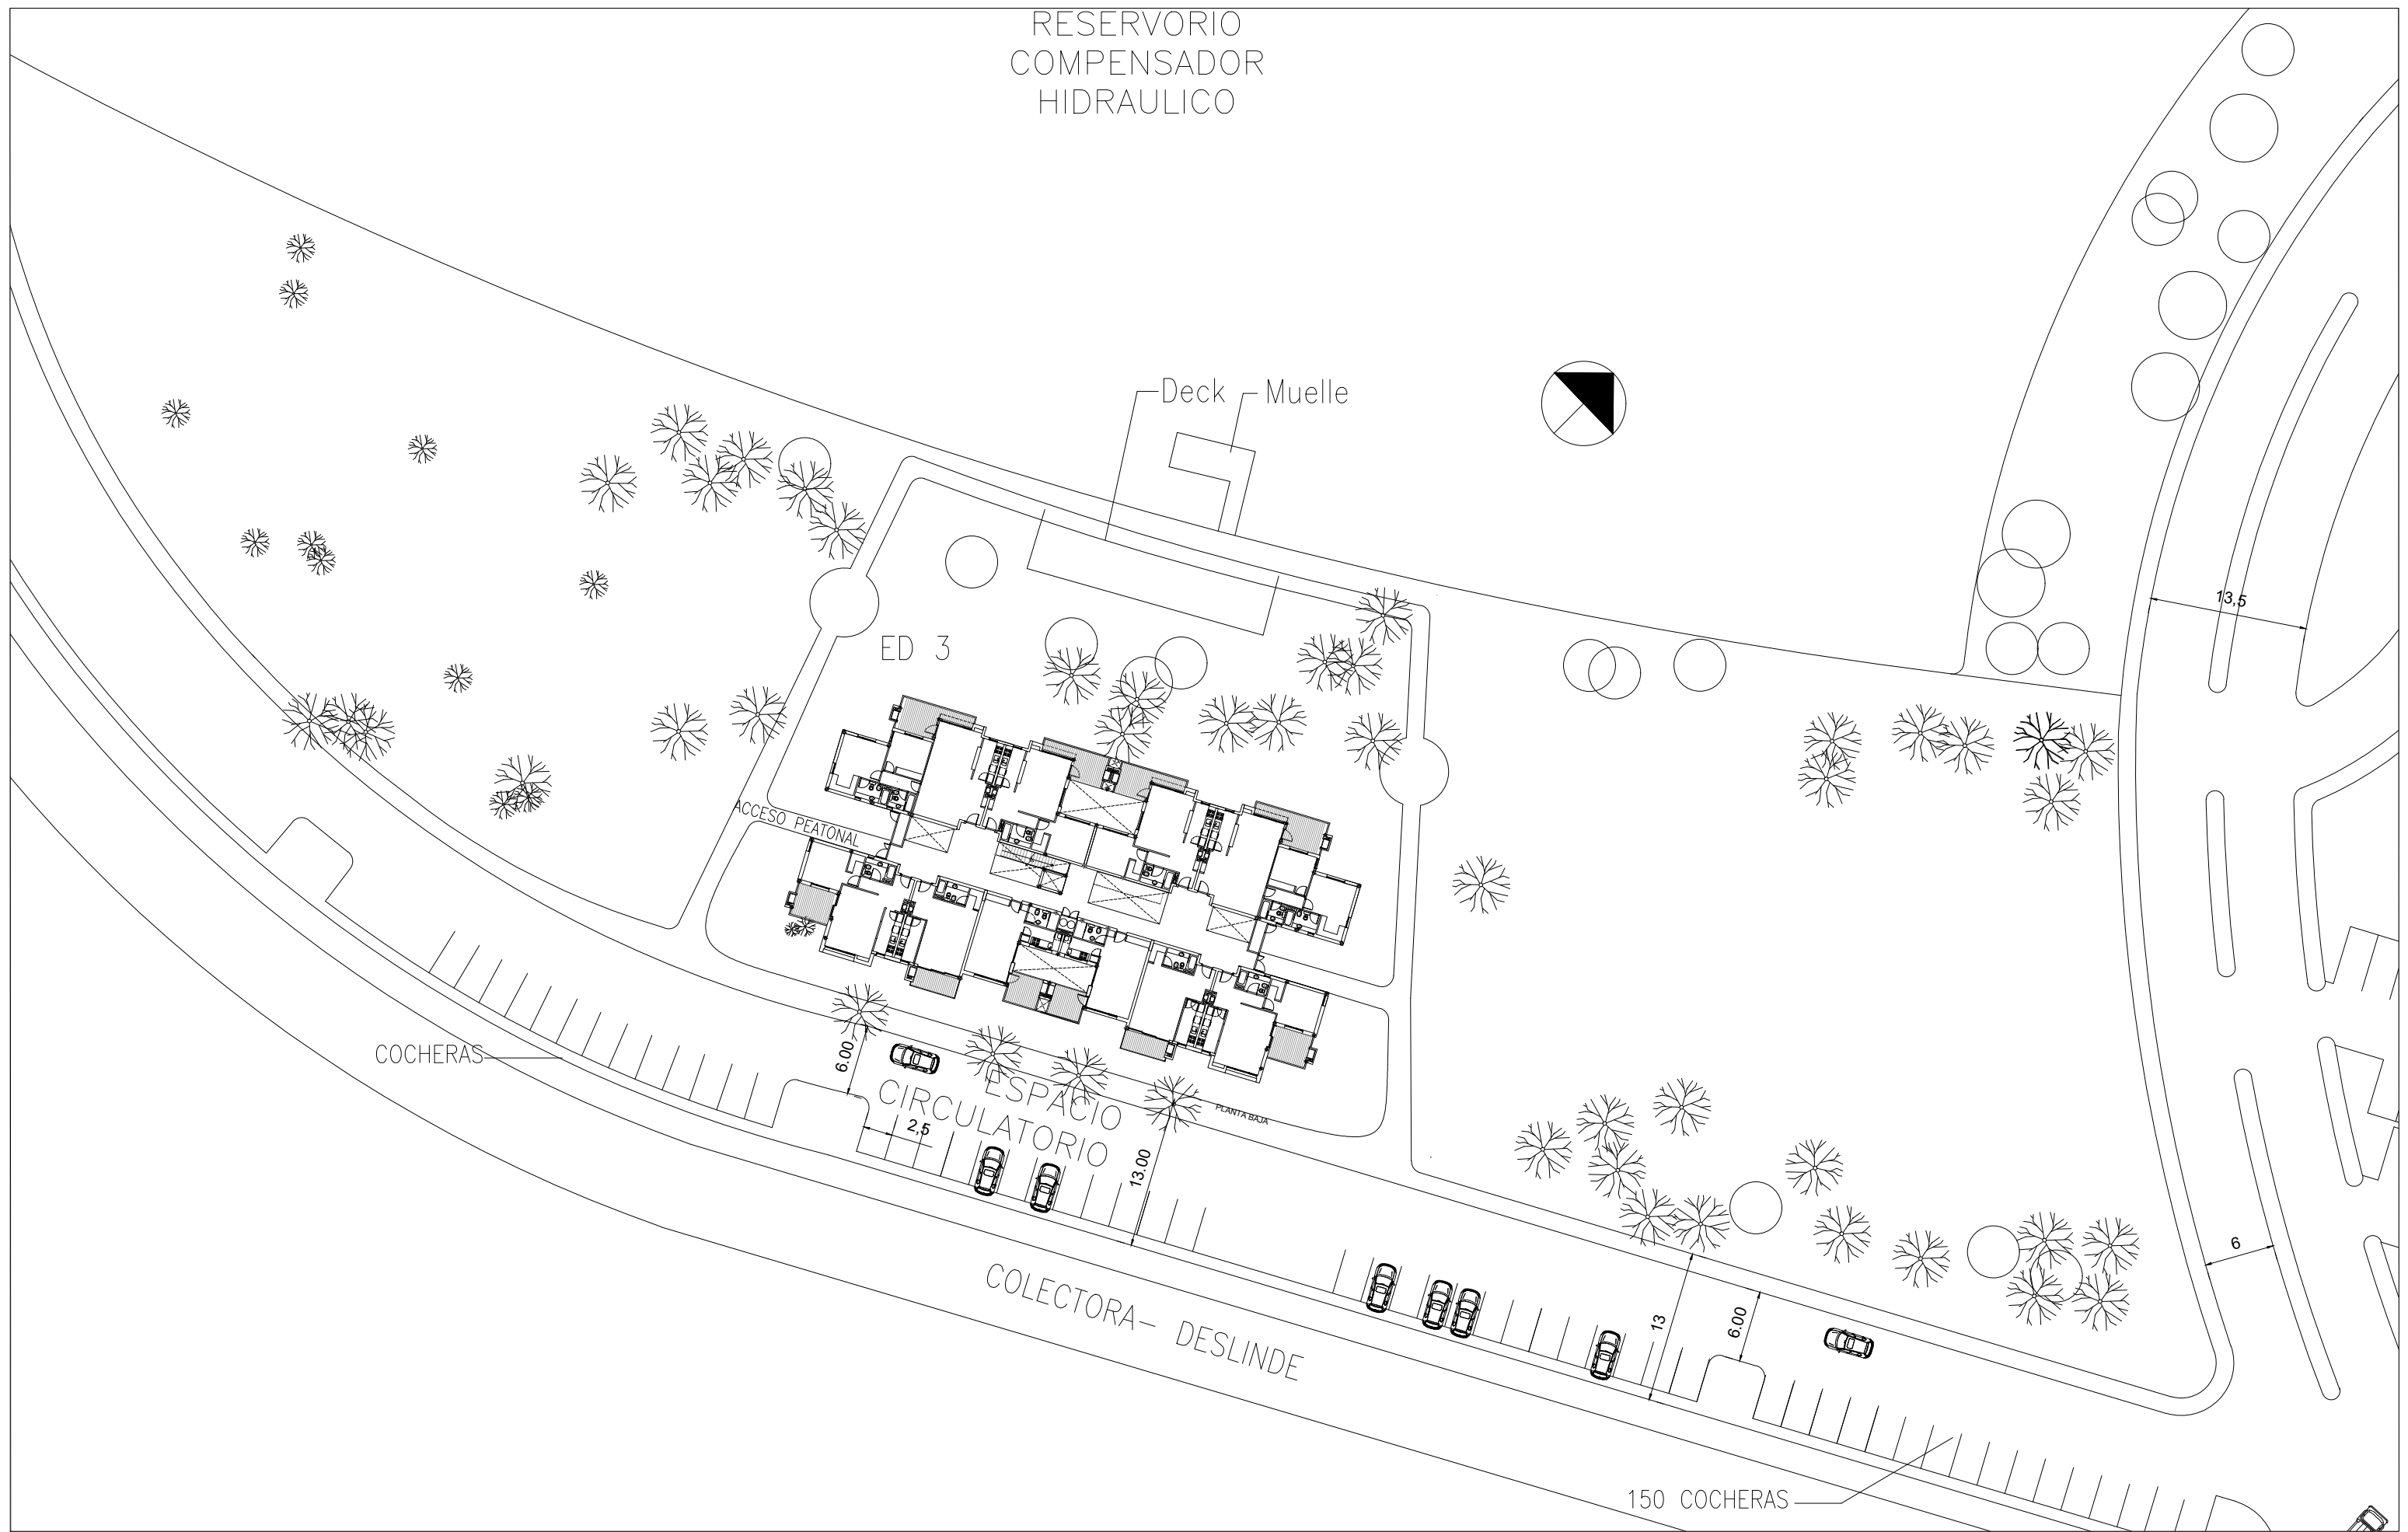 RESERVORIO
COMPENSADOR
HIDRAULICO
Deck
Muelle
13,5
ED 3
ACCESO PEATONAL
COCHERAS
6.00
ESPACIO
CIRCULATORIO
2,5
PLANTA BAJA
13.00
6
COLECTORA- DESLINDE
13
6.00
150 COCHERAS